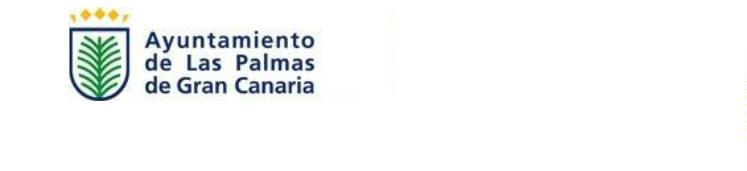 Ayuntamiento
de Las Palmas
de Gran Canaria